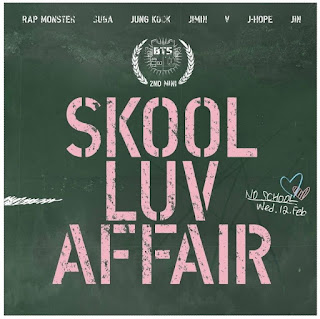 RAP MONSTER SUGA JUNG KOOK JIMIN V J-HOPE JIN
BTS
2ND MINI
SKOOL
LUV
AFFAIR
NO SCHOOL
Wed. 12. Feb